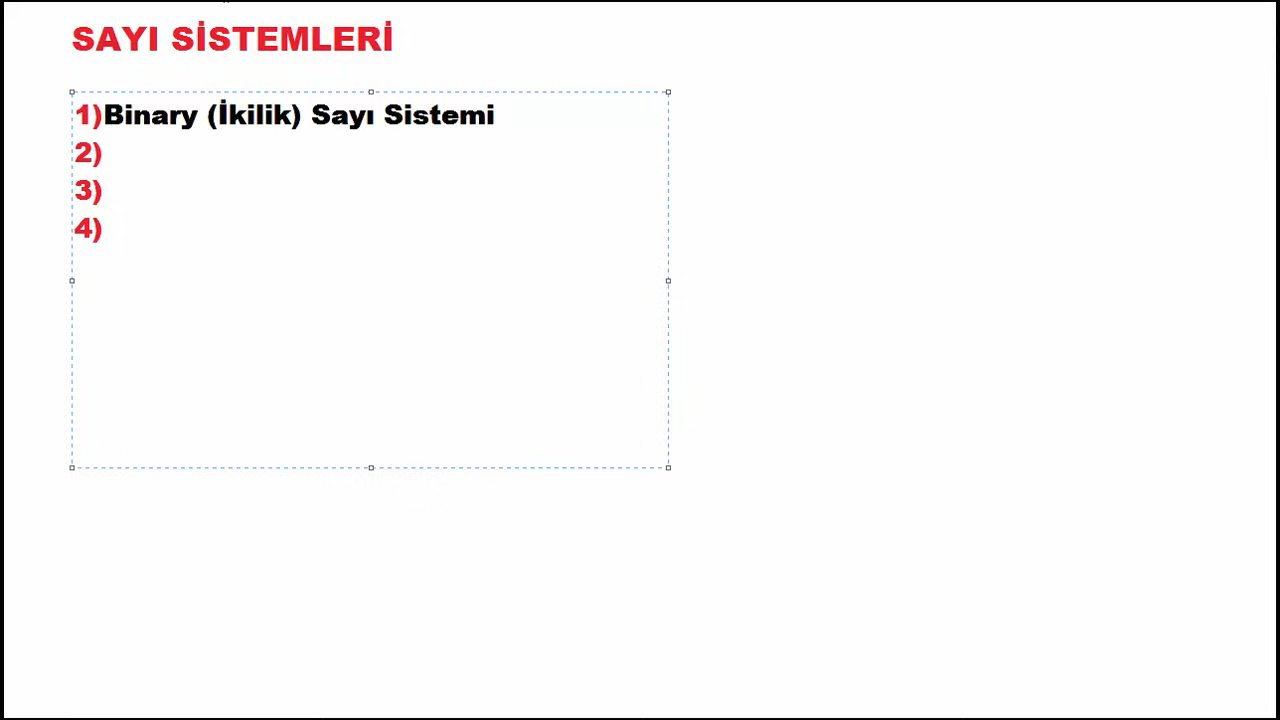 SAYI SİSTEMLERİ
1)Binary (İkilik) Sayı Sistemi
2)
3)
4)